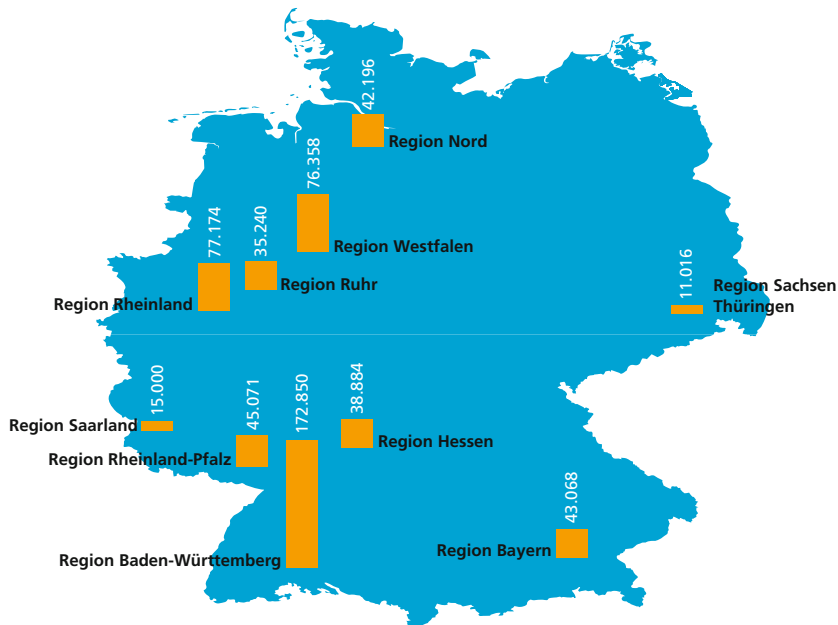 42.196
Region Nord
76.358
Region Westfalen
77.174
Region Rheinland
35.240
Region Ruhr
11.016
Region Sachsen
Thüringen
15.000
Region Saarland
45.071
Region Rheinland-Pfalz
172.850
Region Baden-Württemberg
38.884
Region Hessen
43.068
Region Bayern